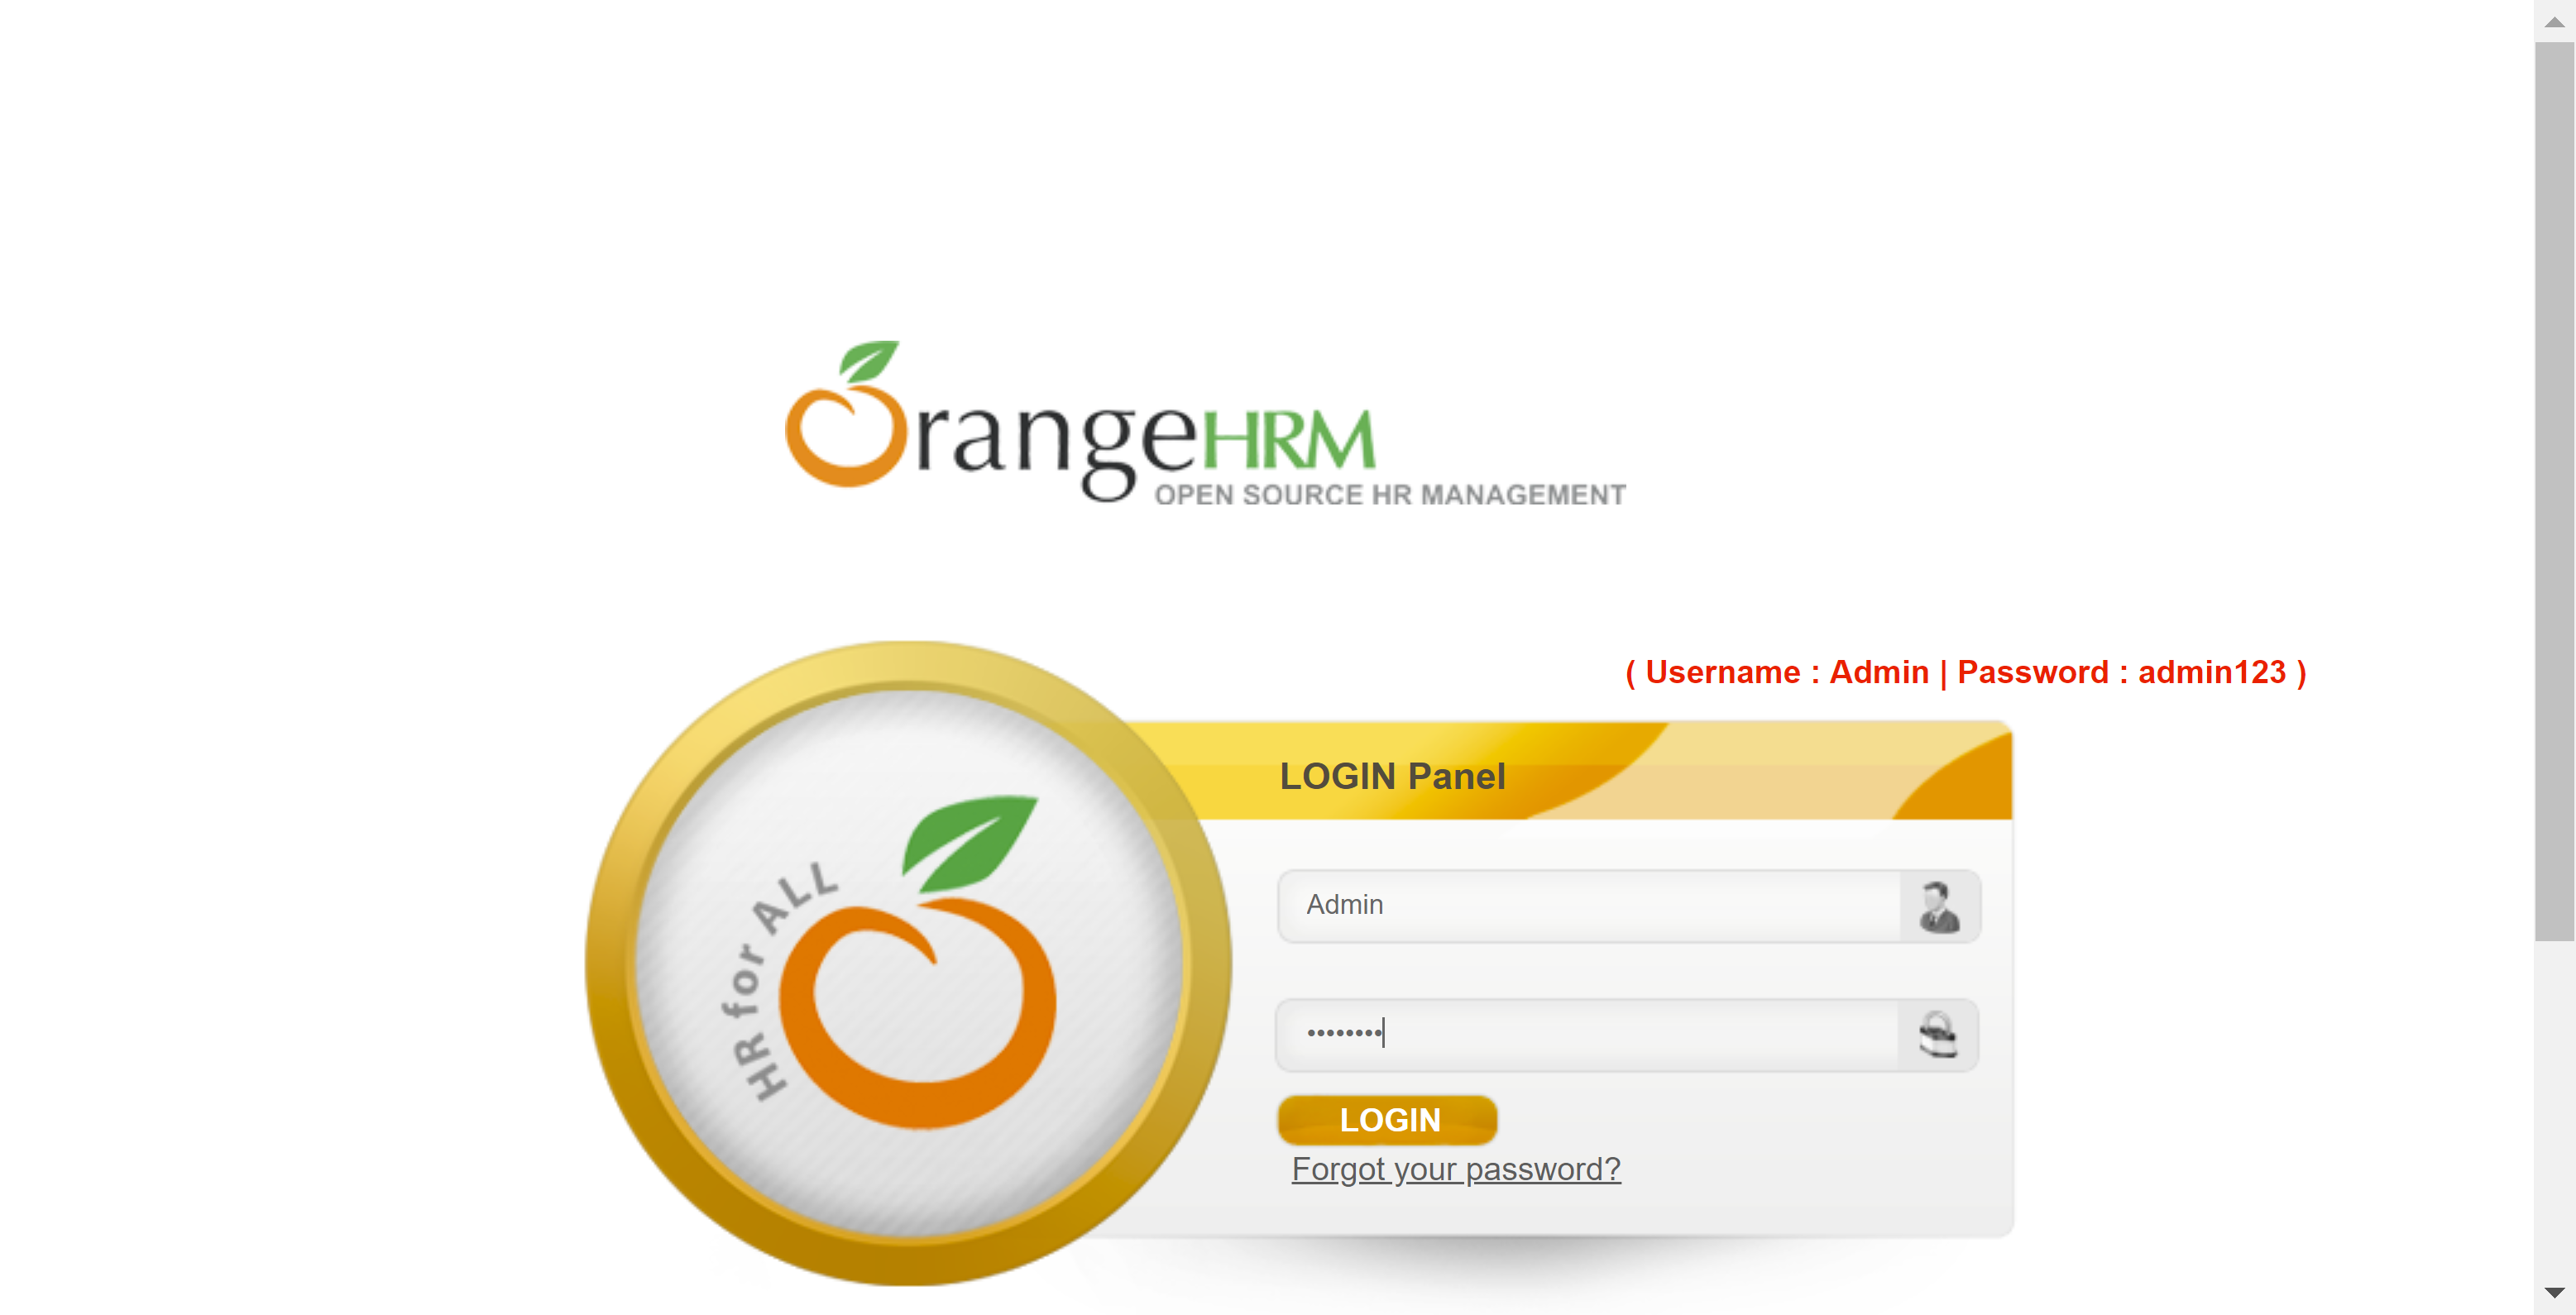 OrangeHRM
OPEN SOURCE HR MANAGEMENT
( Username : Admin | Password : admin123 )
LOGIN Panel
HR for ALL
Admin
••••••••
LOGIN
Forgot your password?